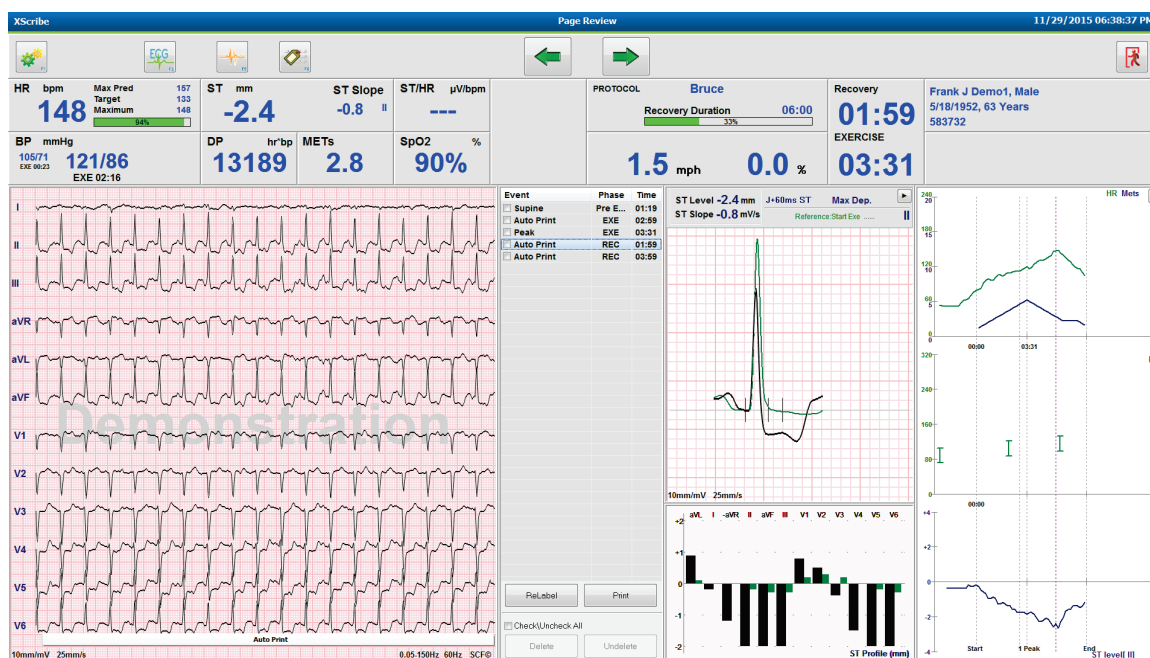 XScribe Page Review 11/29/2015 06:38:37 PM
F1 ECG F2 F3 F4
HR bpm Max Pred 157
Target 133
Maximum 148
148
94%
ST mm ST Slope
-2.4 -0.8 II
ST/HR µV/bpm
---
PROTOCOL Bruce
Recovery Duration 06:00
33%
Recovery
01:59
EXERCISE
03:31
Frank J Demo1, Male
5/18/1952, 63 Years
583732
BP mmHg
105/71
EXE 00:23
121/86
EXE 02:16
DP hr*bp
13189
METs
2.8
SpO2 %
90%
1.5 mph 0.0 %
I
II
III
aVR
aVL
aVF
V1
V2
V3
V4
V5
V6
Demonstration
Auto Print
10mm/mV 25mm/s 0.05-150Hz 60Hz SCF©
Event Phase Time
Supine Pre E... 01:19
Auto Print EXE 02:59
Peak EXE 03:31
Auto Print REC 01:59
Auto Print REC 03:59
ReLabel Print
Check\Uncheck All
Delete Undelete
ST Level -2.4 mm J+60ms ST Max Dep.
ST Slope -0.8 mV/s Reference:Start Exe ..... II
10mm/mV 25mm/s
aVL I -aVR II aVF III V1 V2 V3 V4 V5 V6
+2
+1
0
-1
-2
ST Profile (mm)
HR Mets
240
20
180
15
120
10
60
5
0
0
00:00 03:31
320
240
160
80
0
00:00
+4
+2
0
-2
-4
Start 1 Peak End
ST level[ II]